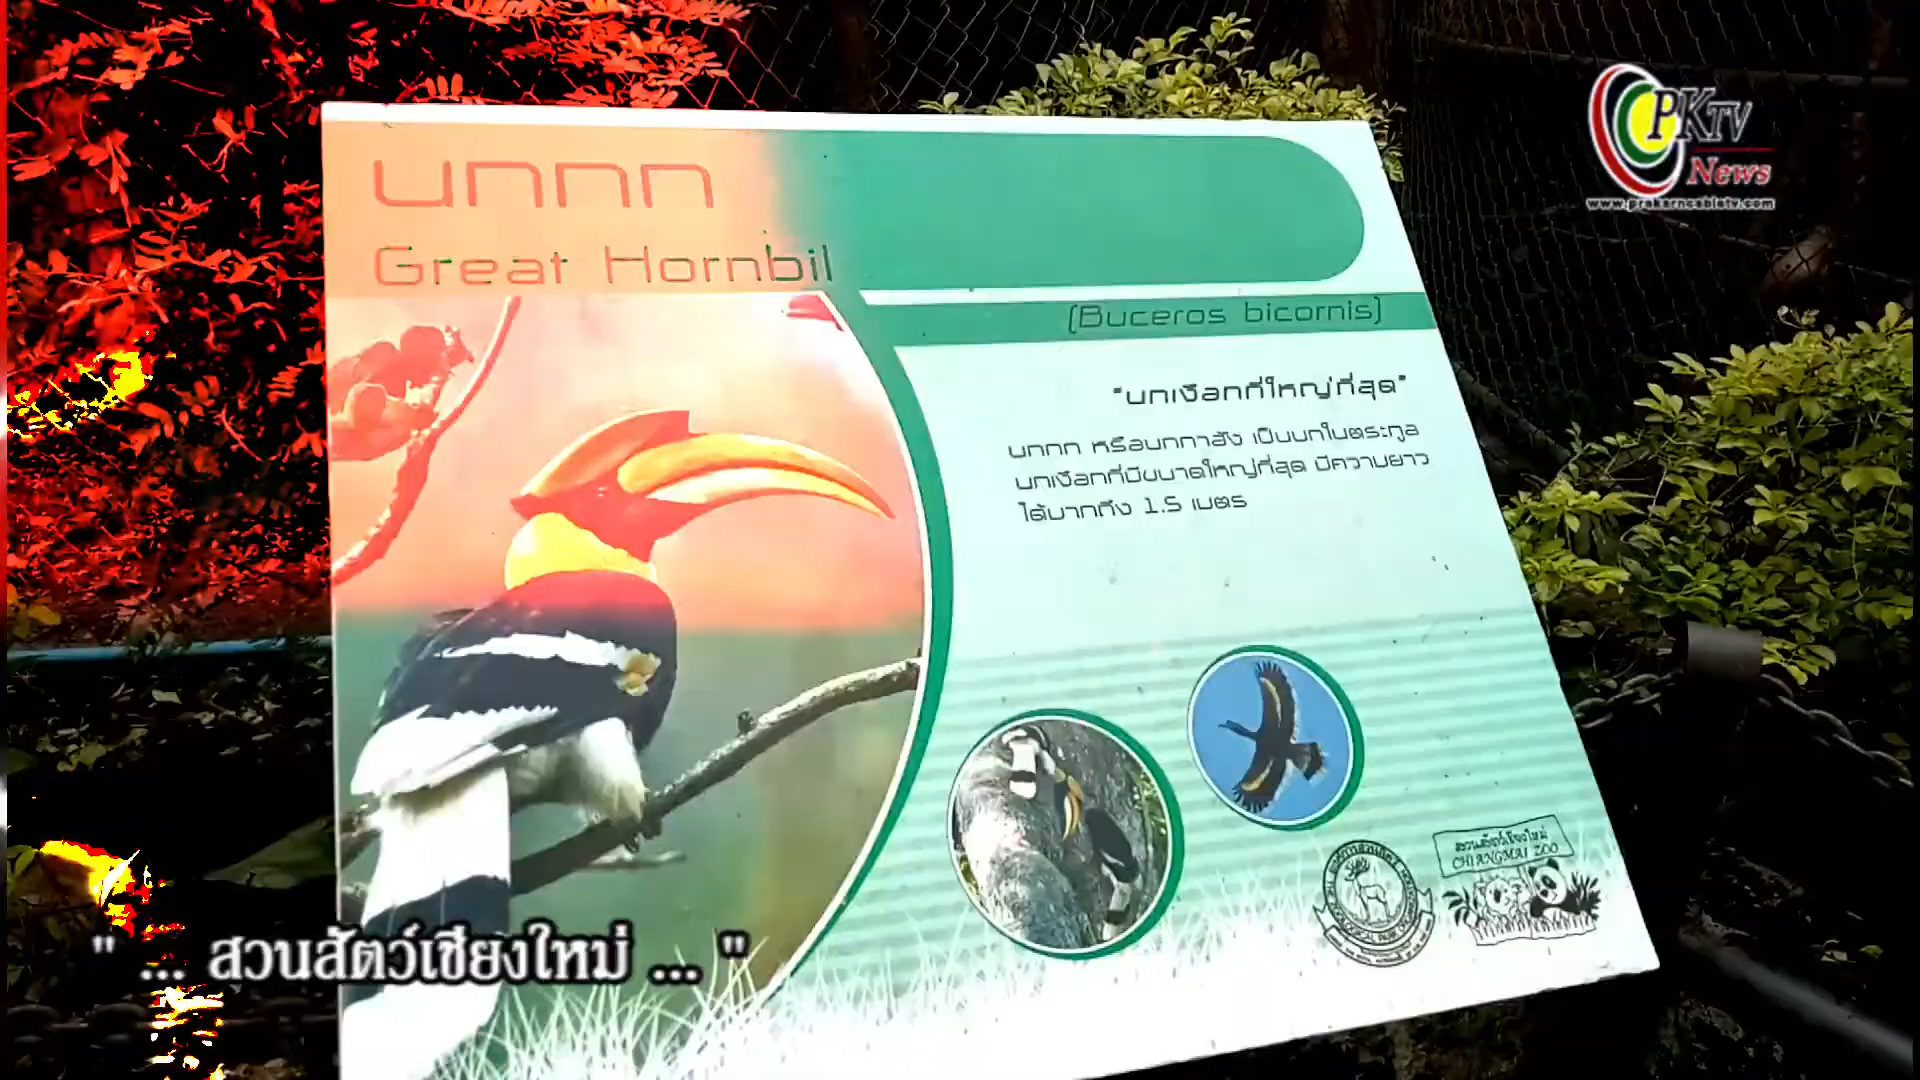 PKTV
News
www.prakarncabletv.com
นกกก
Great Hornbil
(Buceros bicornis)
"นกเงือกที่ใหญ่ที่สุด"
นกกก หรือนกกาฮัง เป็นนกในตระกูล
นกเงือกที่มีขนาดใหญ่ที่สุด มีความยาว
ได้มากถึง 1.5 เมตร
สวนสัตว์เชียงใหม่
CHIANGMAI ZOO
" ... สวนสัตว์เชียงใหม่ ... "